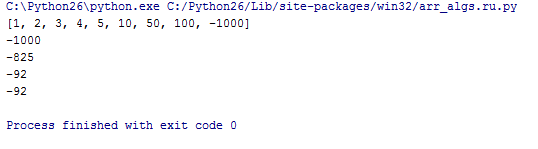 C:\Python26\python.exe C:/Python26/Lib/site-packages/win32/arr_algs.ru.py
[1, 2, 3, 4, 5, 10, 50, 100, -1000]
-1000
-825
-92
-92
Process finished with exit code 0